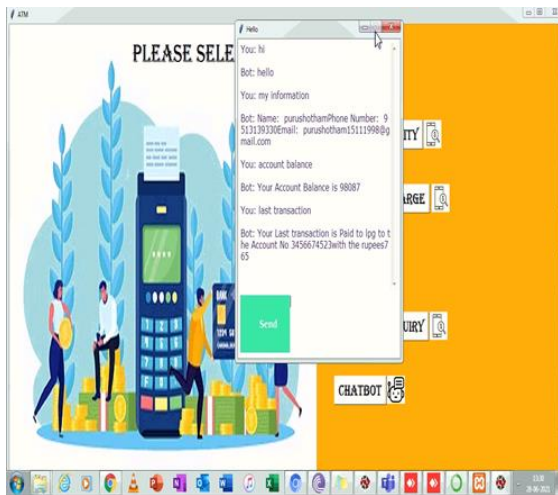 ATM
Hello
PLEASE SELE
You: hi
Bot: hello
You: my information
Bot: Name: purushothamPhone Number: 9
513139330Email: purushotham15111998@g
mail.com
You: account balance
Bot: Your Account Balance is 98087
You: last transaction
Bot: Your Last transaction is Paid to lpg to t
he Account No 3456674523with the rupees7
65
Send
BANK
ITY
ARGE
UIRY
CHATBOT